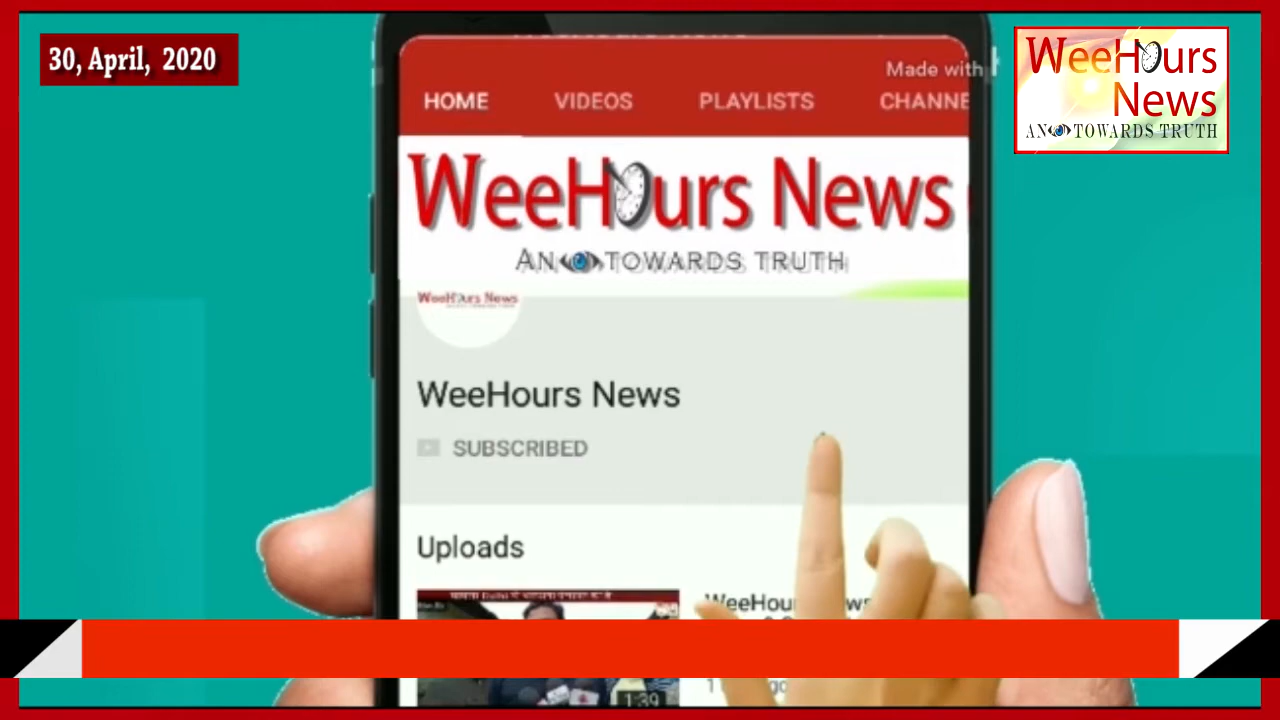 30, April, 2020
WeeHours
News
AN TOWARDS TRUTH
Made with
HOME VIDEOS PLAYLISTS CHANNE
WeeHours News
AN TOWARDS TRUTH
WeeHours News
WeeHours News
SUBSCRIBED
Uploads
1:39